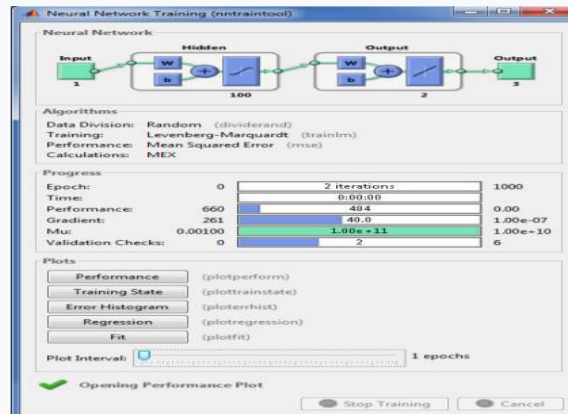 Neural Network Training (nntraintool)
Neural Network
Hidden Output
Input Output
W W
b b
1 100 2 3
Algorithms
Data Division: Random (dividerand)
Training: Levenberg-Marquardt (trainlm)
Performance: Mean Squared Error (mse)
Calculations: MEX
Progress
Epoch: 0 2 iterations 1000
Time: 0:00:00
Performance: 660 484 0.00
Gradient: 261 40.0 1.00e-07
Mu: 0.00100 1.00e+11 1.00e+10
Validation Checks: 0 2 6
Plots
Performance (plotperform)
Training State (plottrainstate)
Error Histogram (ploterrhist)
Regression (plotregression)
Fit (plotfit)
Plot Interval: 1 epochs
Opening Performance Plot
Stop Training Cancel